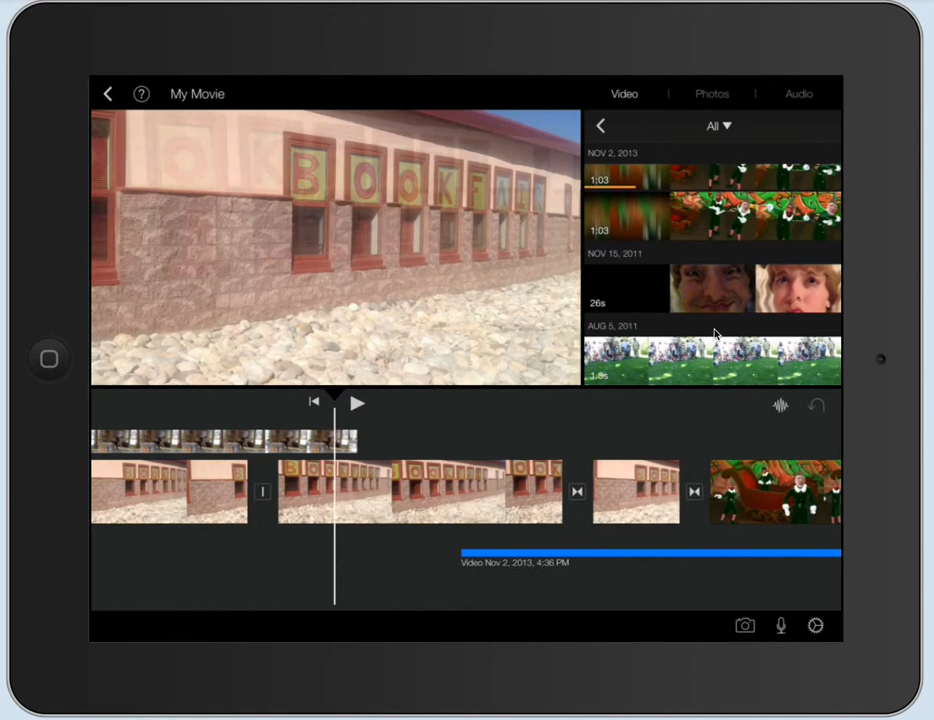 My Movie
Video | Photos | Audio
All ▼
NOV 2, 2013
1:03
1:03
NOV 15, 2011
26s
AUG 5, 2011
BOOKFAIR
Video Nov 2, 2013, 4:36 PM